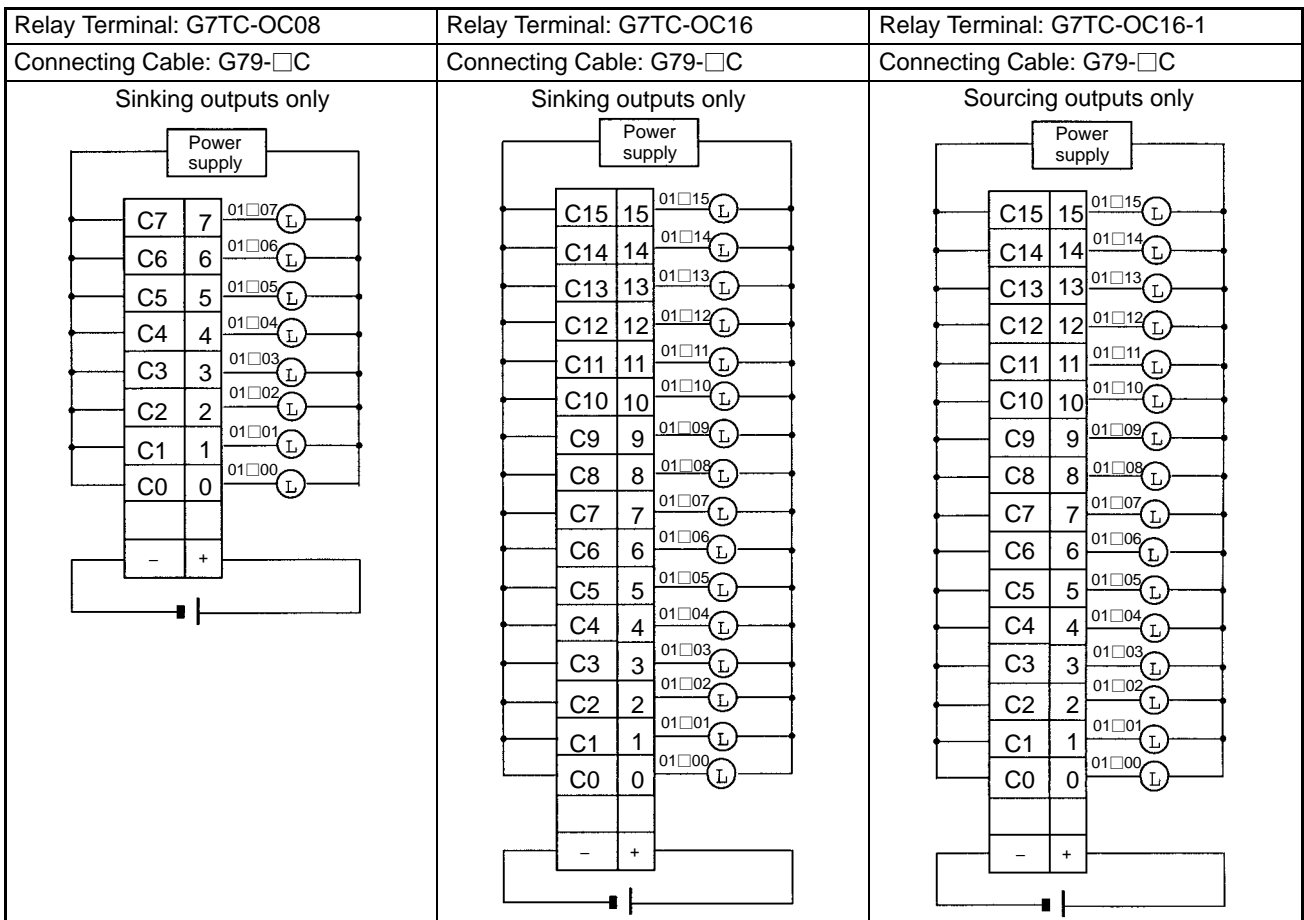 Relay Terminal: G7TC-OC08
Connecting Cable: G79-□C
Sinking outputs only
Power
supply
C7 7 01□07 L
C6 6 01□06 L
C5 5 01□05 L
C4 4 01□04 L
C3 3 01□03 L
C2 2 01□02 L
C1 1 01□01 L
C0 0 01□00 L
– +
Relay Terminal: G7TC-OC16
Connecting Cable: G79-□C
Sinking outputs only
Power
supply
C15 15 01□15 L
C14 14 01□14 L
C13 13 01□13 L
C12 12 01□12 L
C11 11 01□11 L
C10 10 01□10 L
C9 9 01□09 L
C8 8 01□08 L
C7 7 01□07 L
C6 6 01□06 L
C5 5 01□05 L
C4 4 01□04 L
C3 3 01□03 L
C2 2 01□02 L
C1 1 01□01 L
C0 0 01□00 L
– +
Relay Terminal: G7TC-OC16-1
Connecting Cable: G79-□C
Sourcing outputs only
Power
supply
C15 15 01□15 L
C14 14 01□14 L
C13 13 01□13 L
C12 12 01□12 L
C11 11 01□11 L
C10 10 01□10 L
C9 9 01□09 L
C8 8 01□08 L
C7 7 01□07 L
C6 6 01□06 L
C5 5 01□05 L
C4 4 01□04 L
C3 3 01□03 L
C2 2 01□02 L
C1 1 01□01 L
C0 0 01□00 L
– +